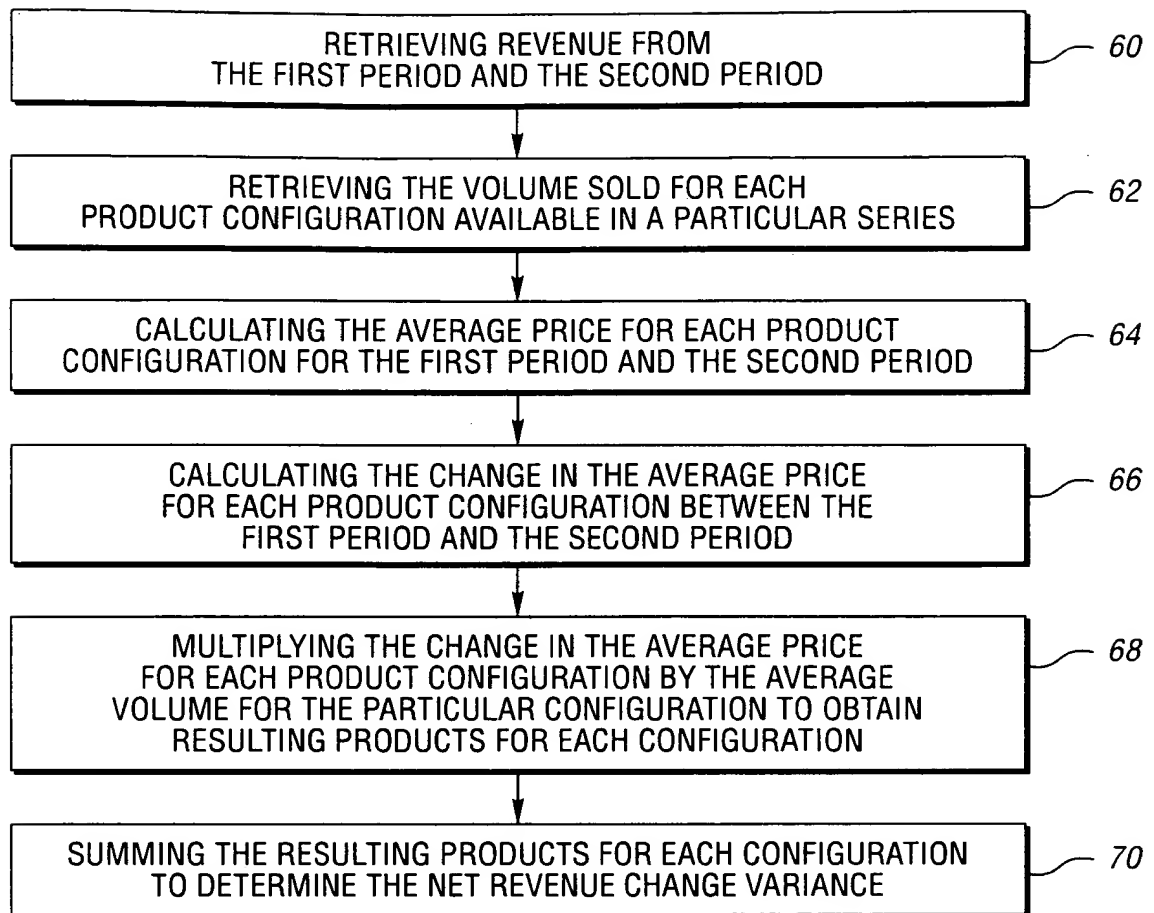 RETRIEVING REVENUE FROM
THE FIRST PERIOD AND THE SECOND PERIOD
60
RETRIEVING THE VOLUME SOLD FOR EACH
PRODUCT CONFIGURATION AVAILABLE IN A PARTICULAR SERIES
62
CALCULATING THE AVERAGE PRICE FOR EACH PRODUCT
CONFIGURATION FOR THE FIRST PERIOD AND THE SECOND PERIOD
64
CALCULATING THE CHANGE IN THE AVERAGE PRICE
FOR EACH PRODUCT CONFIGURATION BETWEEN THE
FIRST PERIOD AND THE SECOND PERIOD
66
MULTIPLYING THE CHANGE IN THE AVERAGE PRICE
FOR EACH PRODUCT CONFIGURATION BY THE AVERAGE
VOLUME FOR THE PARTICULAR CONFIGURATION TO OBTAIN
RESULTING PRODUCTS FOR EACH CONFIGURATION
68
SUMMING THE RESULTING PRODUCTS FOR EACH CONFIGURATION
TO DETERMINE THE NET REVENUE CHANGE VARIANCE
70